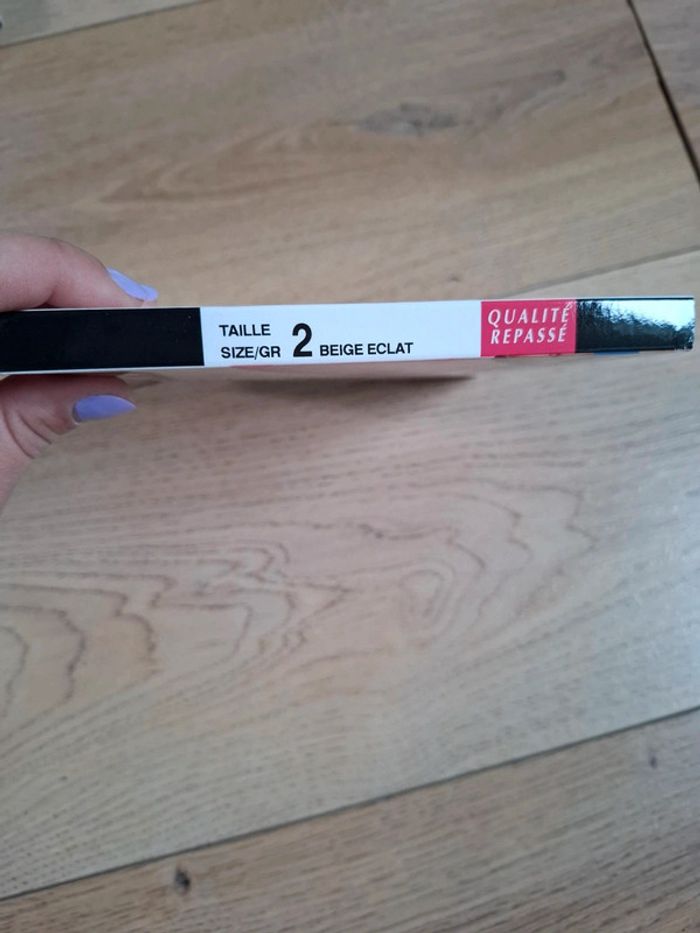 TAILLE
SIZE/GR 2 BEIGE ECLAT
QUALITÉ
REPASSÉ